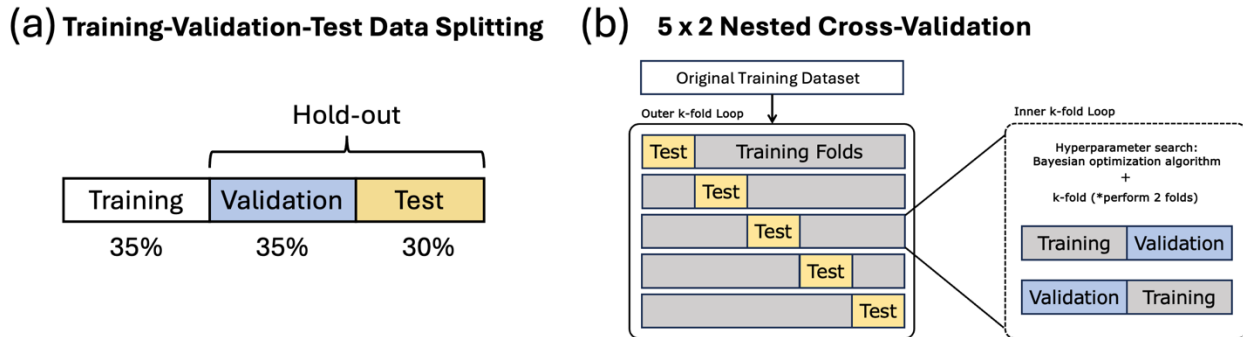 (a) Training-Validation-Test Data Splitting
Hold-out
Training Validation Test
35% 35% 30%
(b) 5 x 2 Nested Cross-Validation
Original Training Dataset
Outer k-fold Loop
Test Training Folds
Test
Test
Test
Test
Inner k-fold Loop
Hyperparameter search:
Bayesian optimization algorithm
+
k-fold (*perform 2 folds)
Training Validation
Validation Training